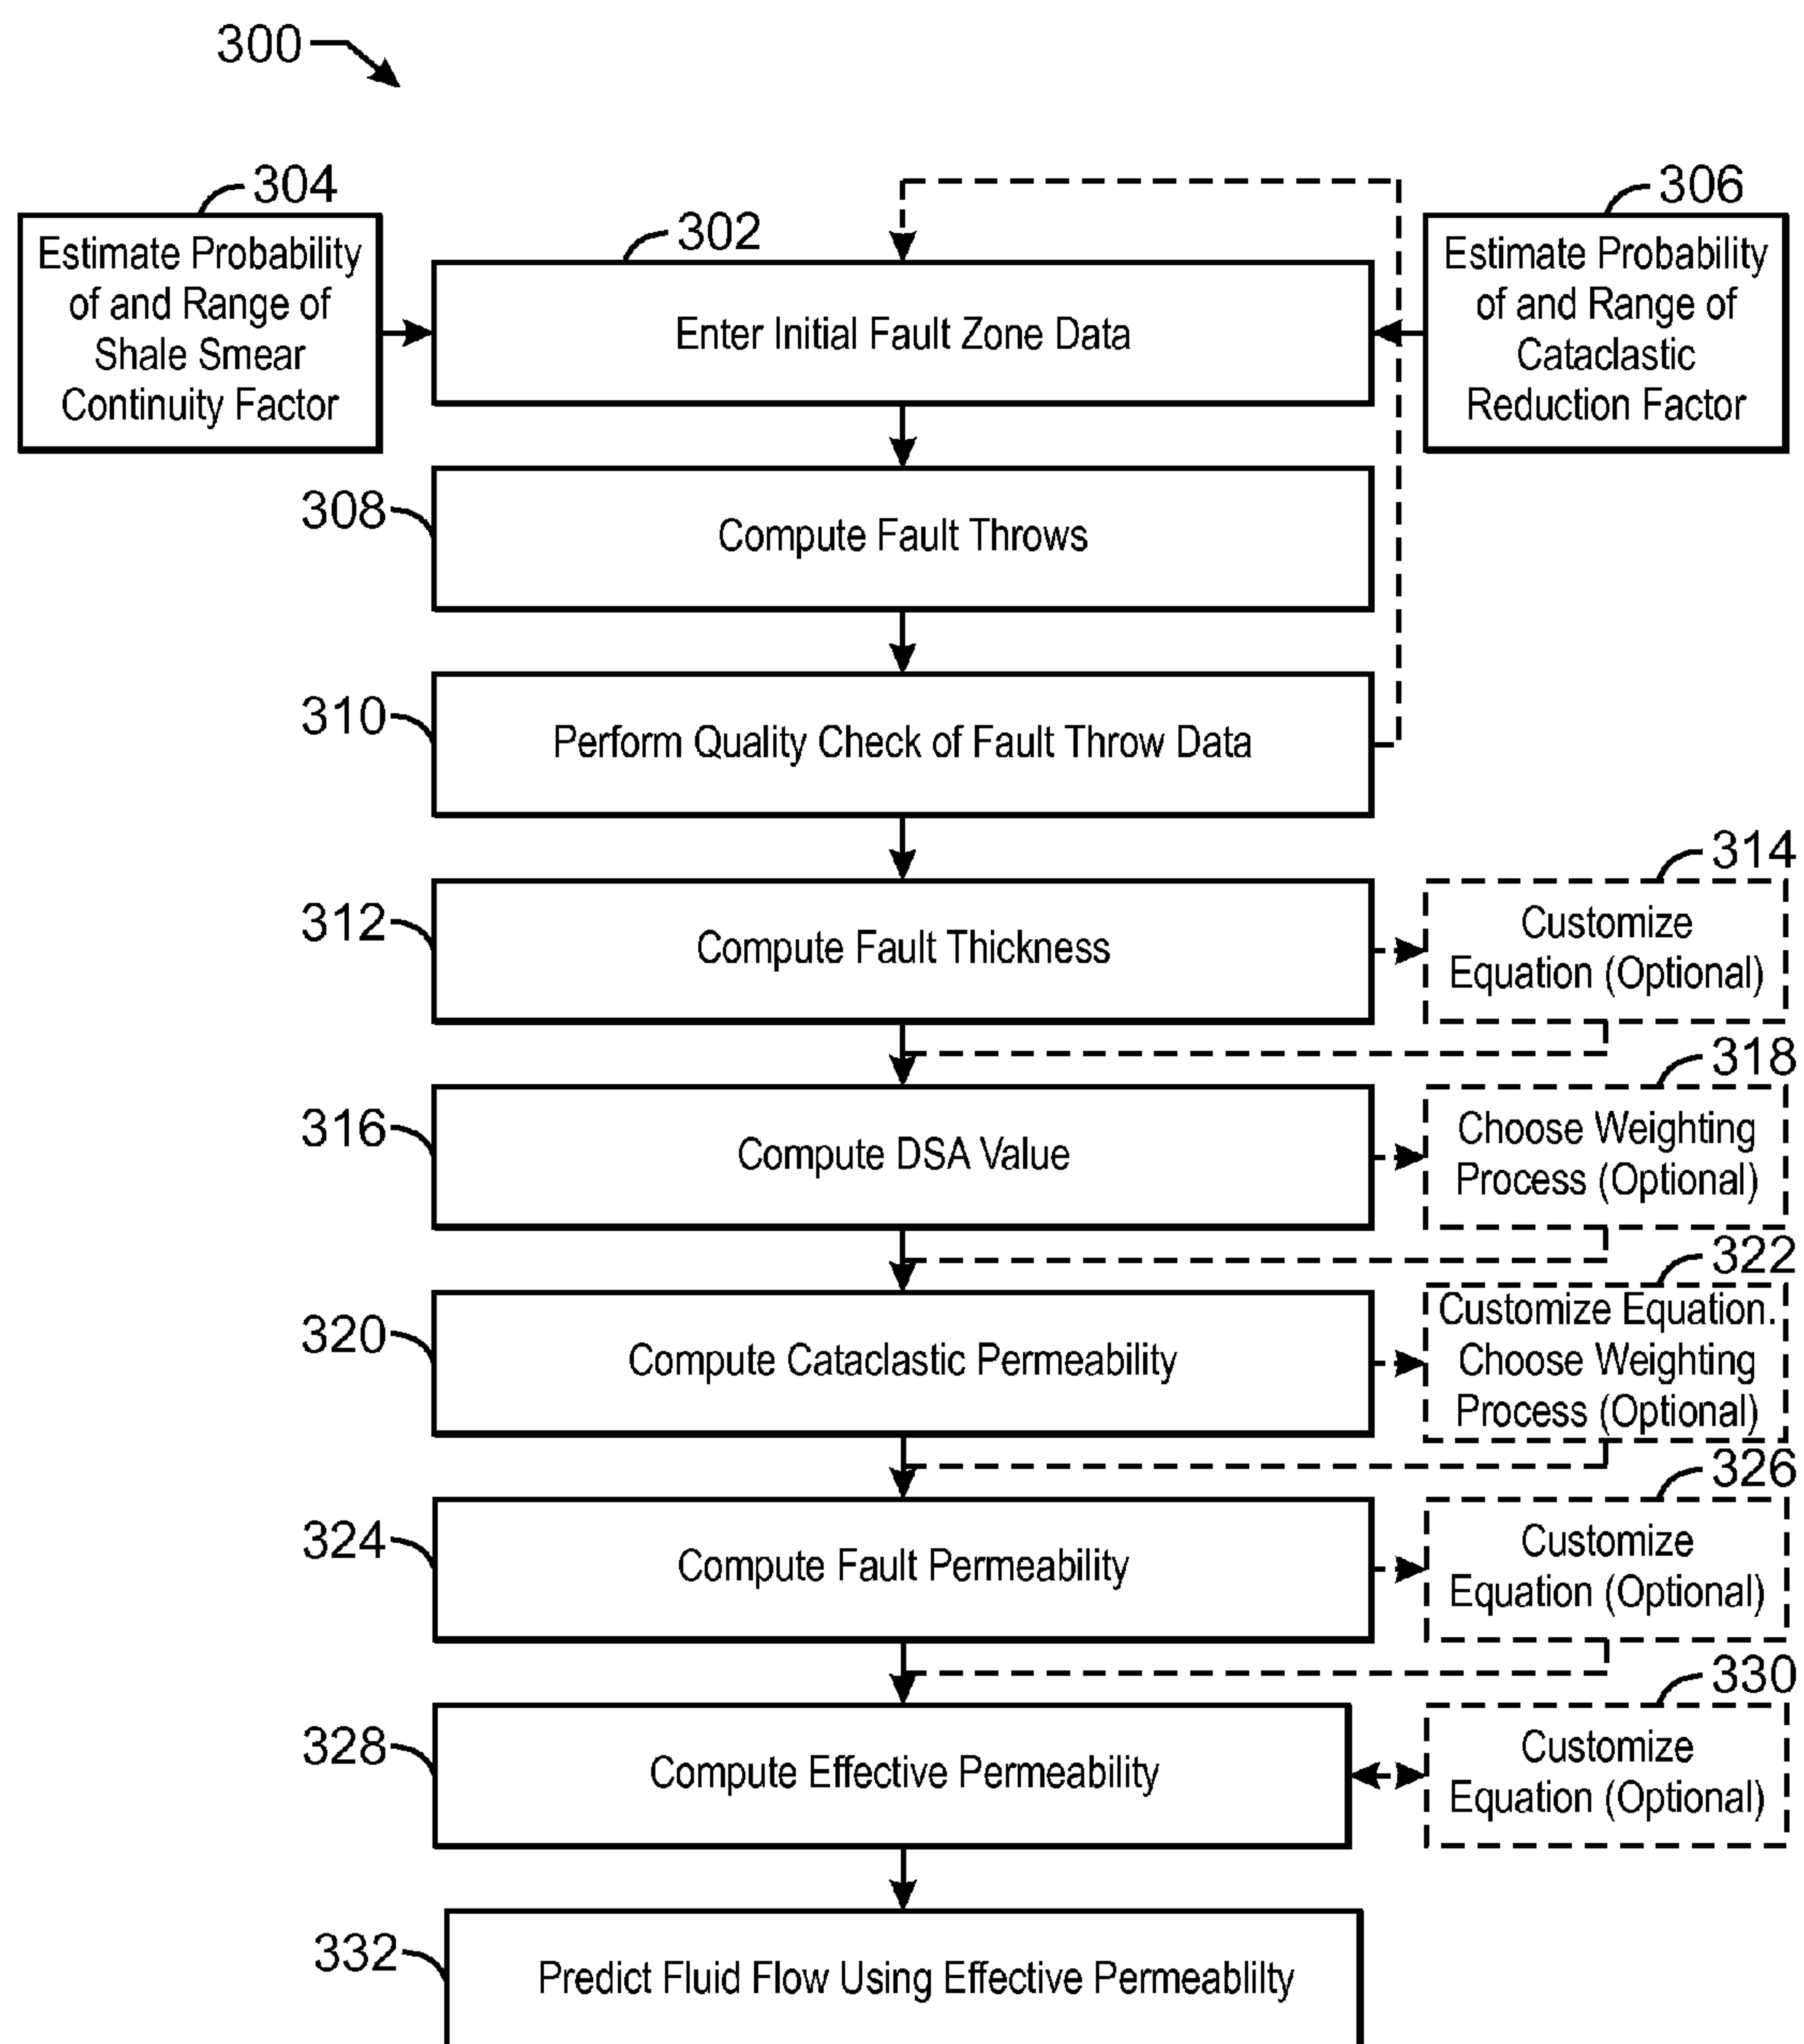 300
304
Estimate Probability
of and Range of
Shale Smear
Continuity Factor
302
Enter Initial Fault Zone Data
306
Estimate Probability
of and Range of
Cataclastic
Reduction Factor
308
Compute Fault Throws
310
Perform Quality Check of Fault Throw Data
312
Compute Fault Thickness
314
Customize
Equation (Optional)
316
Compute DSA Value
318
Choose Weighting
Process (Optional)
320
Compute Cataclastic Permeability
322
Customize Equation.
Choose Weighting
Process (Optional)
324
Compute Fault Permeability
326
Customize
Equation (Optional)
328
Compute Effective Permeability
330
Customize
Equation (Optional)
332
Predict Fluid Flow Using Effective Permeablilty